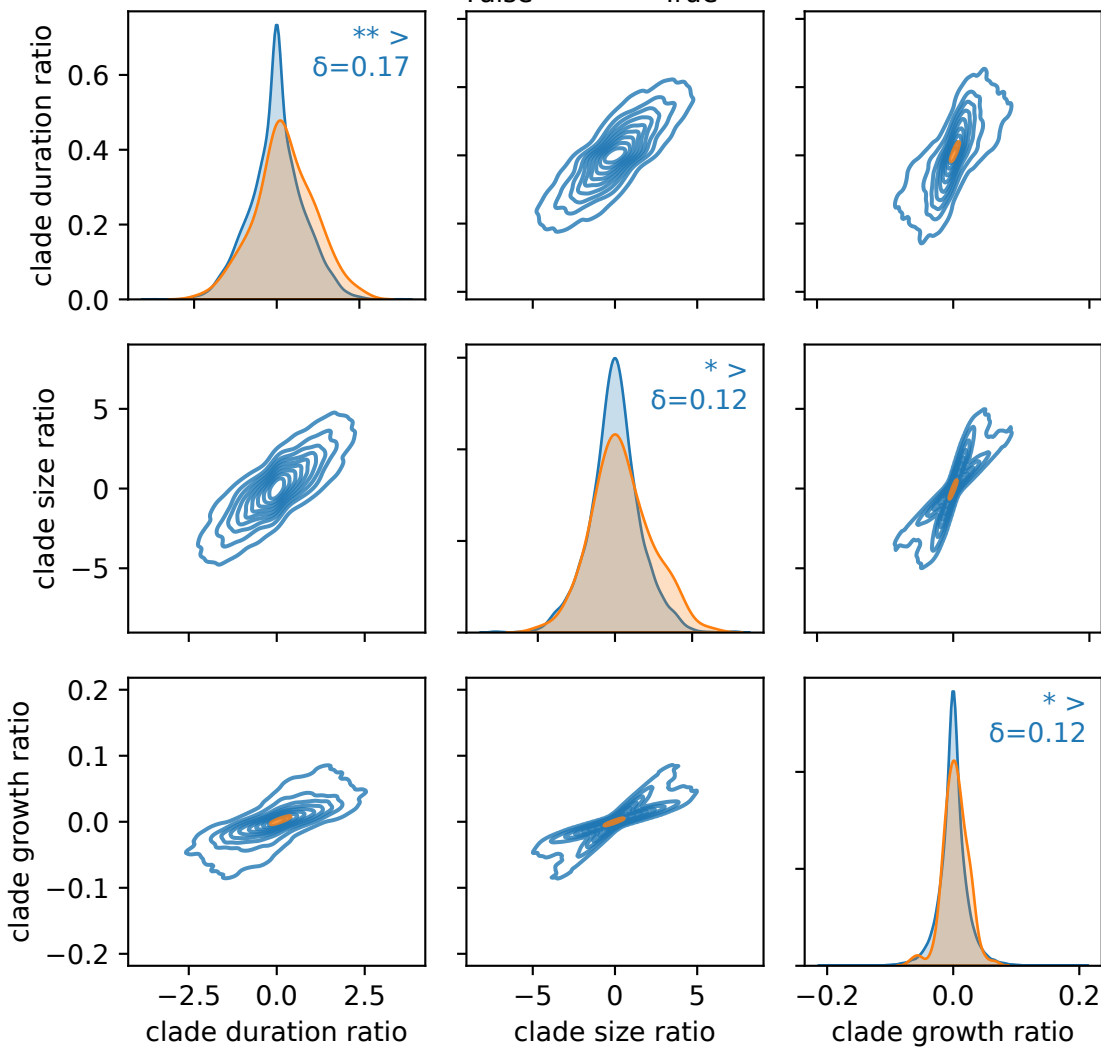 True
clade duration ratio
0.6
0.4
0.2
0.0
** >
δ=0.17
clade size ratio
5
0
−5
* >
δ=0.12
clade growth ratio
0.2
0.1
0.0
−0.1
−0.2
* >
δ=0.12
−2.5 0.0 2.5
−5 0 5
−0.2 0.0 0.2
clade duration ratio
clade size ratio
clade growth ratio